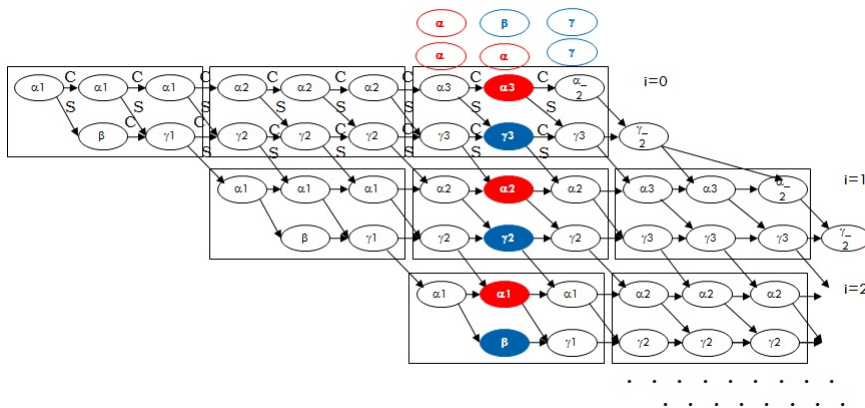 α β γ
α α γ
C C C C C C C C
α1 α1 α1 α2 α2 α2 α3 α3 α_2 i=0
S S S S S S S S
C C C C C C C
β γ1 γ2 γ2 γ2 γ3 γ3 γ3 γ_2
S S S S S
α1 α1 α1 α2 α2 α2 α3 α3 α_2 i=1
β γ1 γ2 γ2 γ2 γ3 γ3 γ3 γ_2
α1 α1 α1 α2 α2 α2 i=2
β γ1 γ2 γ2 γ2
. . . . . . . . .
. . . . . . . .